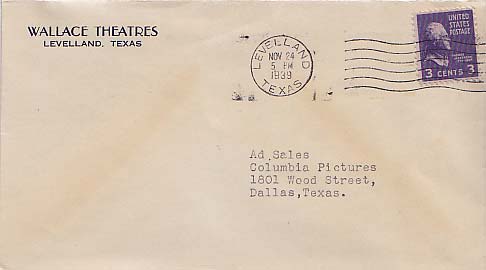 WALLACE THEATRES
LEVELLAND, TEXAS
LEVELLAND
NOV 24
5 PM
1939
TEXAS
UNITED
STATES
POSTAGE
3 CENTS 3
Ad Sales
Columbia Pictures
1801 Wood Street,
Dallas, Texas.